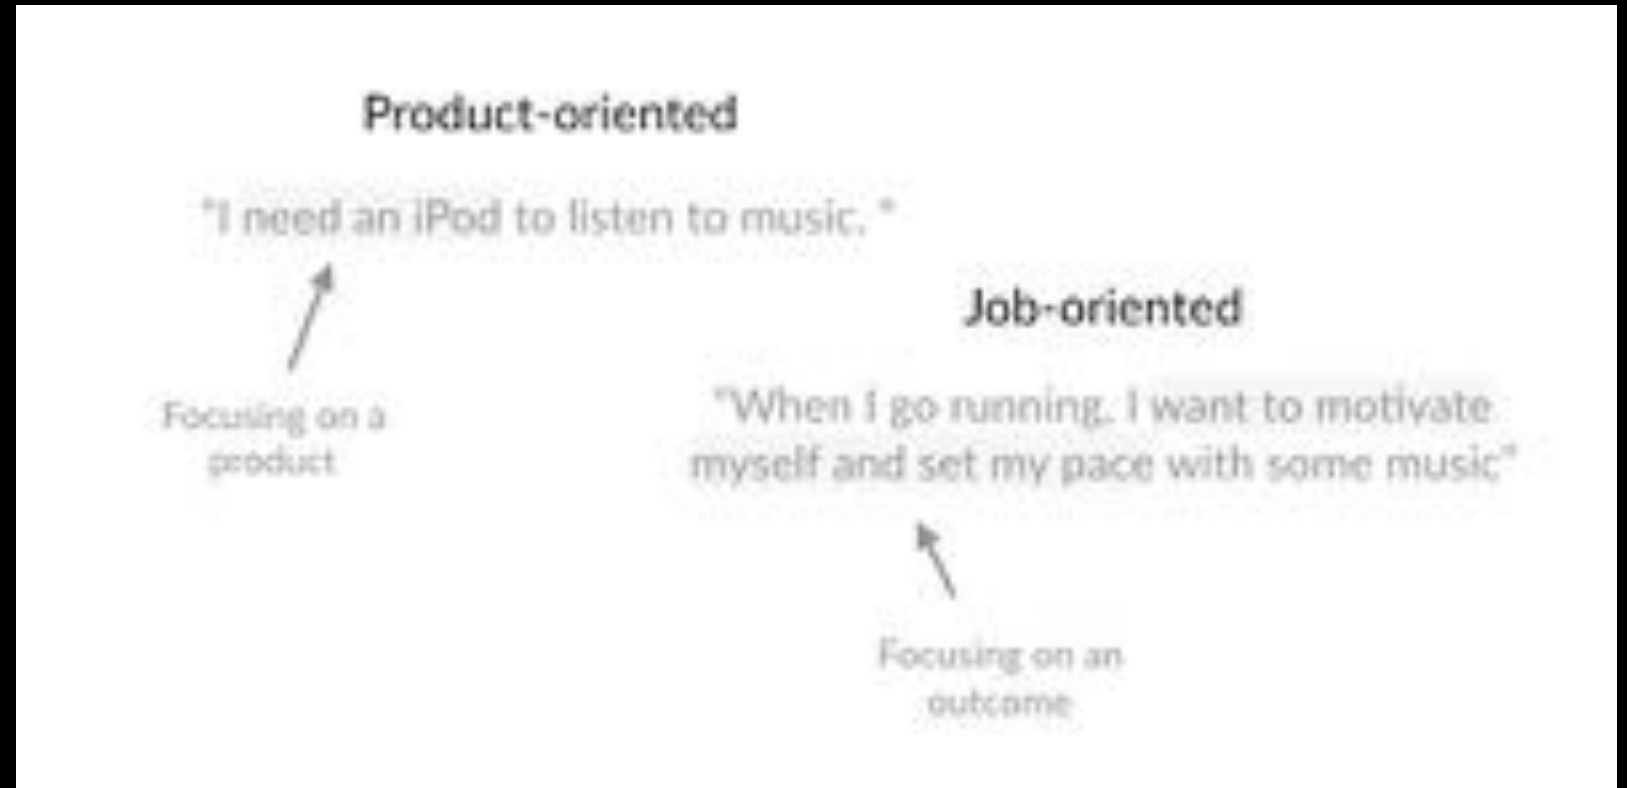 Product-oriented
"I need an iPod to listen to music. "
Focusing on a
product
Job-oriented
"When I go running, I want to motivate
myself and set my pace with some music"
Focusing on an
outcome